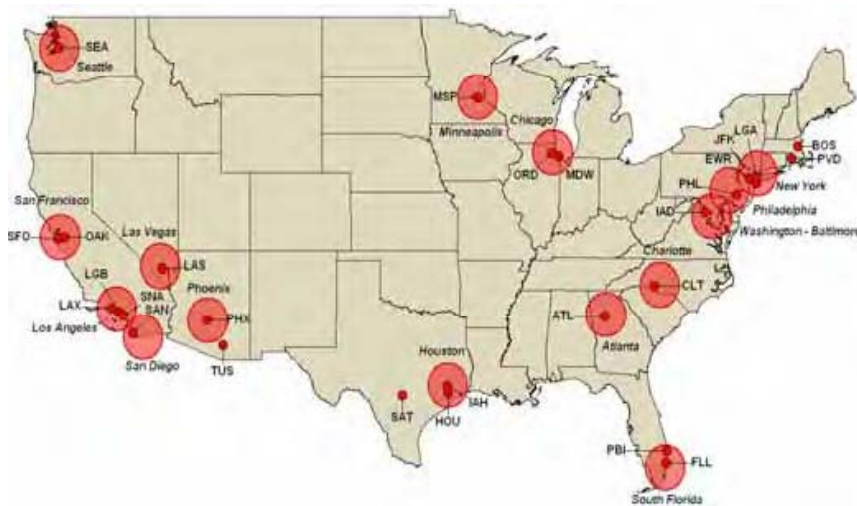 SEA
Seattle
MSP
Minneapolis
Chicago
ORD
MDW
LGA
JFK
EWR
BOS
PVD
New York
PHL
Philadelphia
IAD
Washington - Baltimore
San Francisco
SFO
OAK
Las Vegas
LAS
LGB
SNA
SAN
LAX
Los Angeles
San Diego
Phoenix
PHX
TUS
Charlotte
CLT
ATL
Atlanta
Houston
IAH
HOU
SAT
PBI
FLL
South Florida